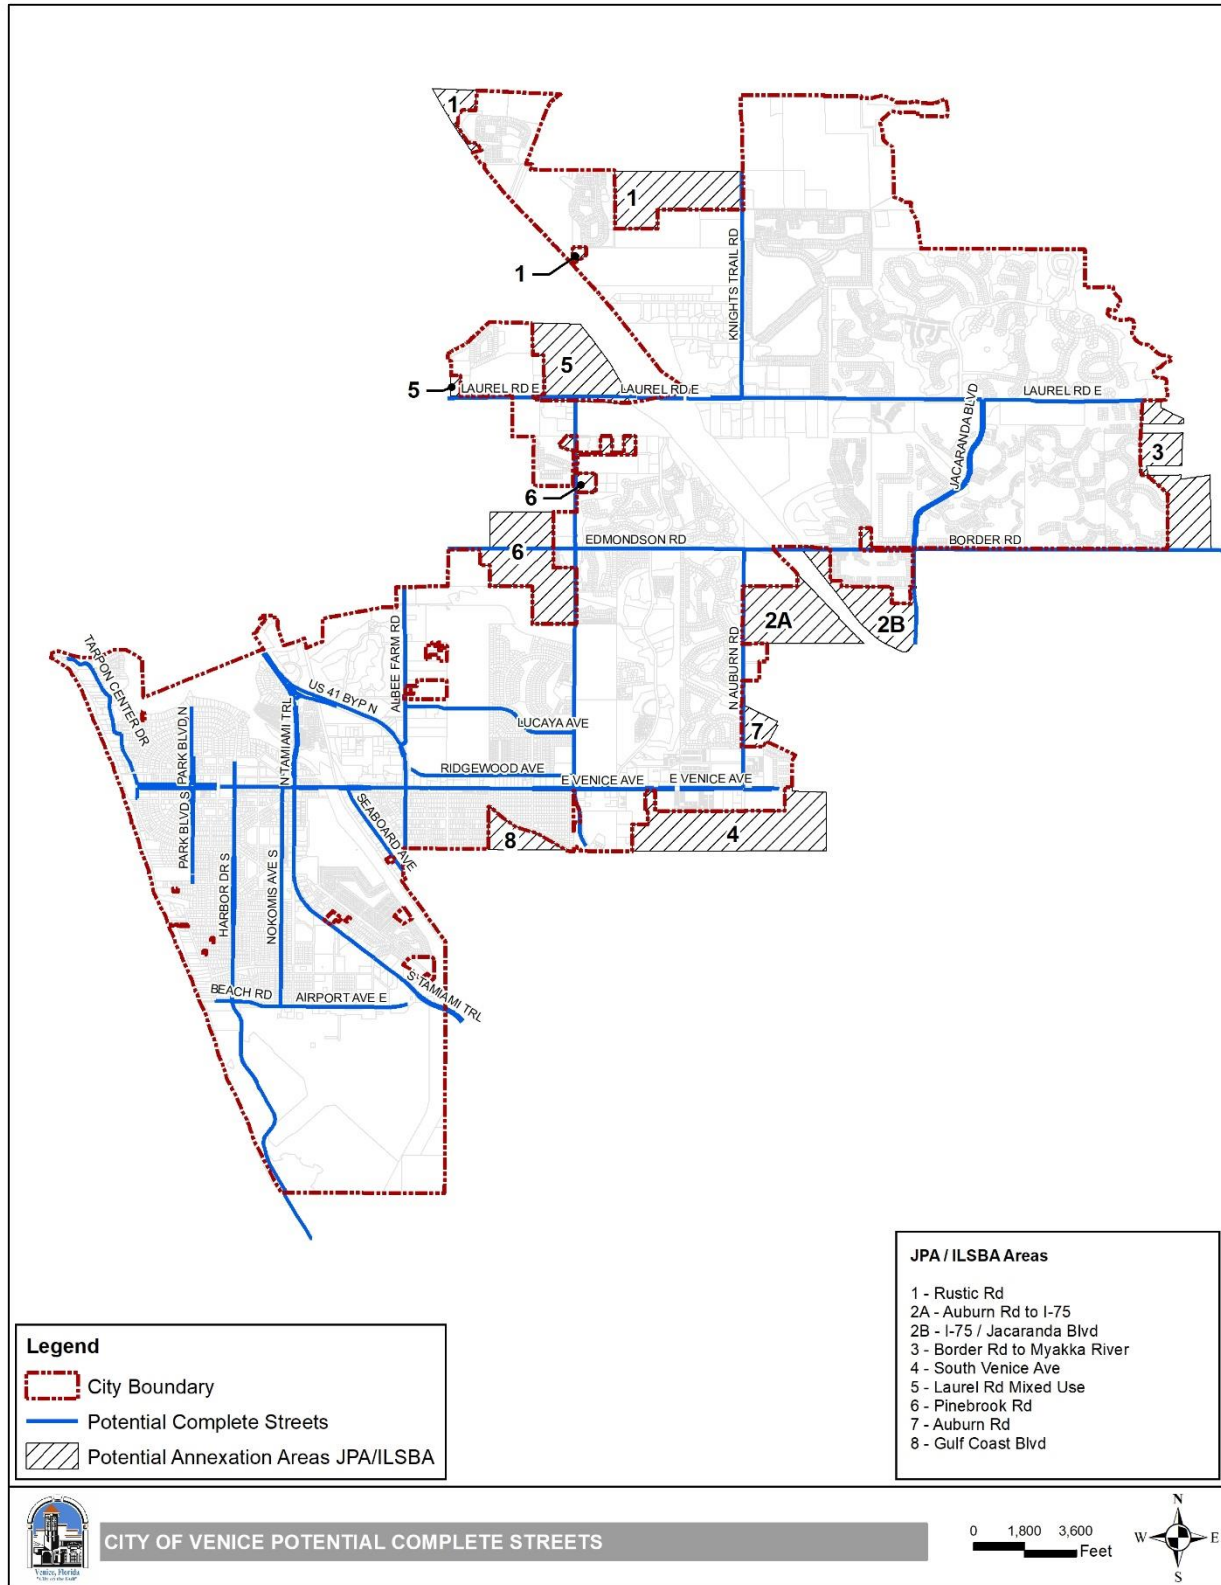 1
1
1
KNIGHTS TRAIL RD
5
5
LAUREL RD E
LAUREL RD E
LAUREL RD E
JACARANDA BLVD
3
6
EDMONDSON RD
BORDER RD
6
2A
2B
ALBEE FARM RD
N AUBURN RD
TARPON CENTER DR
US 41 BYP N
LUCAYA AVE
7
PARK BLVD N
N TAMIAMI TRL
RIDGEWOOD AVE
E VENICE AVE
E VENICE AVE
PARK BLVD S
SEABOARD AVE
8
4
HARBOR DR S
NOKOMIS AVE S
BEACH RD
AIRPORT AVE E
S TAMIAMI TRL
JPA / ILSBA Areas
1 - Rustic Rd
2A - Auburn Rd to I-75
2B - I-75 / Jacaranda Blvd
3 - Border Rd to Myakka River
4 - South Venice Ave
5 - Laurel Rd Mixed Use
6 - Pinebrook Rd
7 - Auburn Rd
8 - Gulf Coast Blvd
Legend
City Boundary
Potential Complete Streets
Potential Annexation Areas JPA/ILSBA
Venice, Florida
"City on the Gulf"
CITY OF VENICE POTENTIAL COMPLETE STREETS
0 1,800 3,600
Feet
N
W E
S